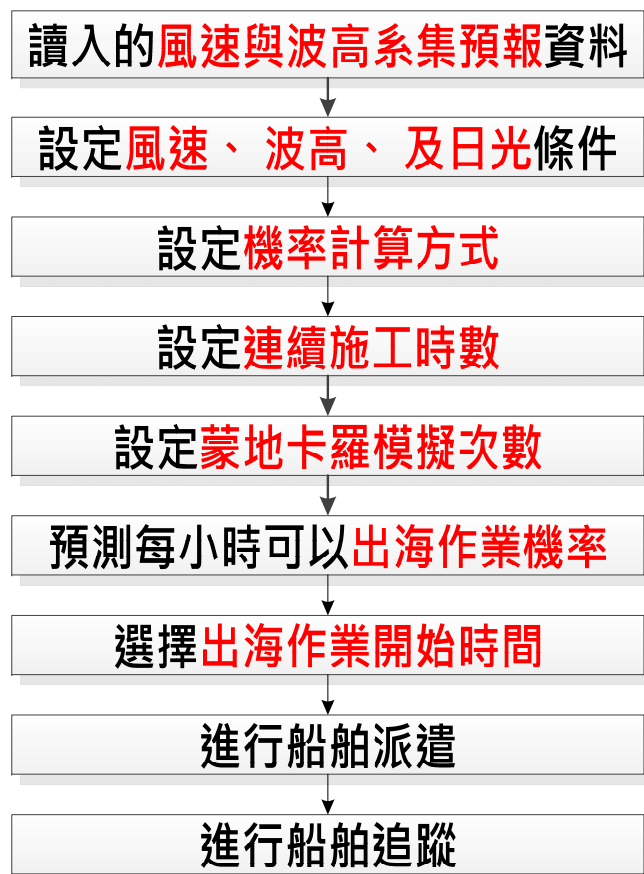 讀入的風速與波高系集預報資料
設定風速、 波高、 及日光條件
設定機率計算方式
設定連續施工時數
設定蒙地卡羅模擬次數
預測每小時可以出海作業機率
選擇出海作業開始時間
進行船舶派遣
進行船舶追蹤